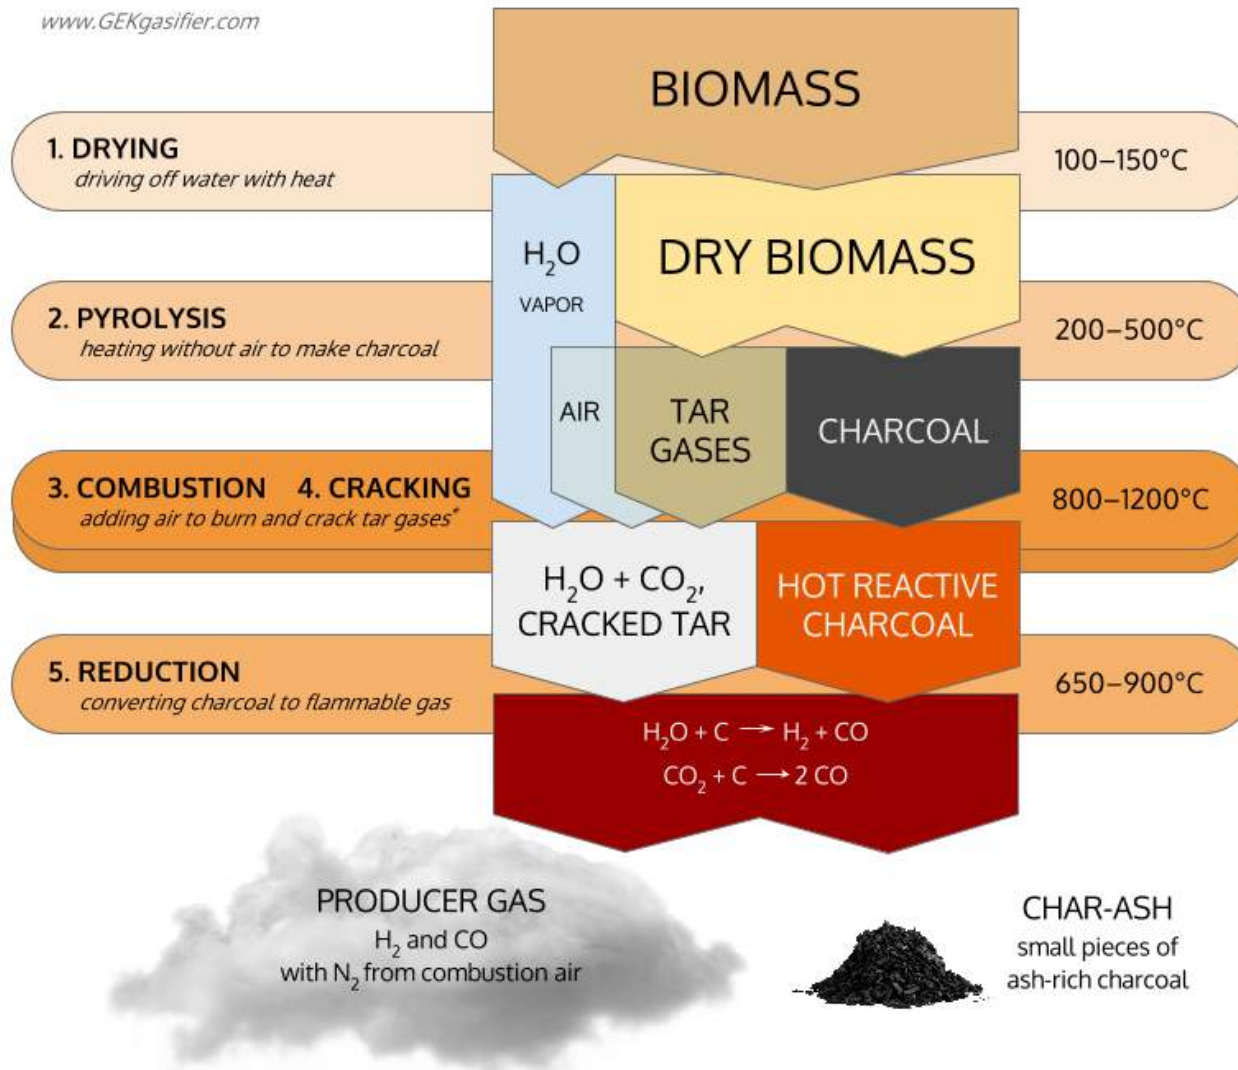 www.GEKgasifier.com
BIOMASS
1. DRYING
driving off water with heat
100–150°C
H₂O
VAPOR
DRY BIOMASS
2. PYROLYSIS
heating without air to make charcoal
200–500°C
AIR
TAR
GASES
CHARCOAL
3. COMBUSTION 4. CRACKING
adding air to burn and crack tar gases*
800–1200°C
H₂O + CO₂,
CRACKED TAR
HOT REACTIVE
CHARCOAL
5. REDUCTION
converting charcoal to flammable gas
650–900°C
H₂O + C → H₂ + CO
CO₂ + C → 2 CO
PRODUCER GAS
H₂ and CO
with N₂ from combustion air
CHAR-ASH
small pieces of
ash-rich charcoal